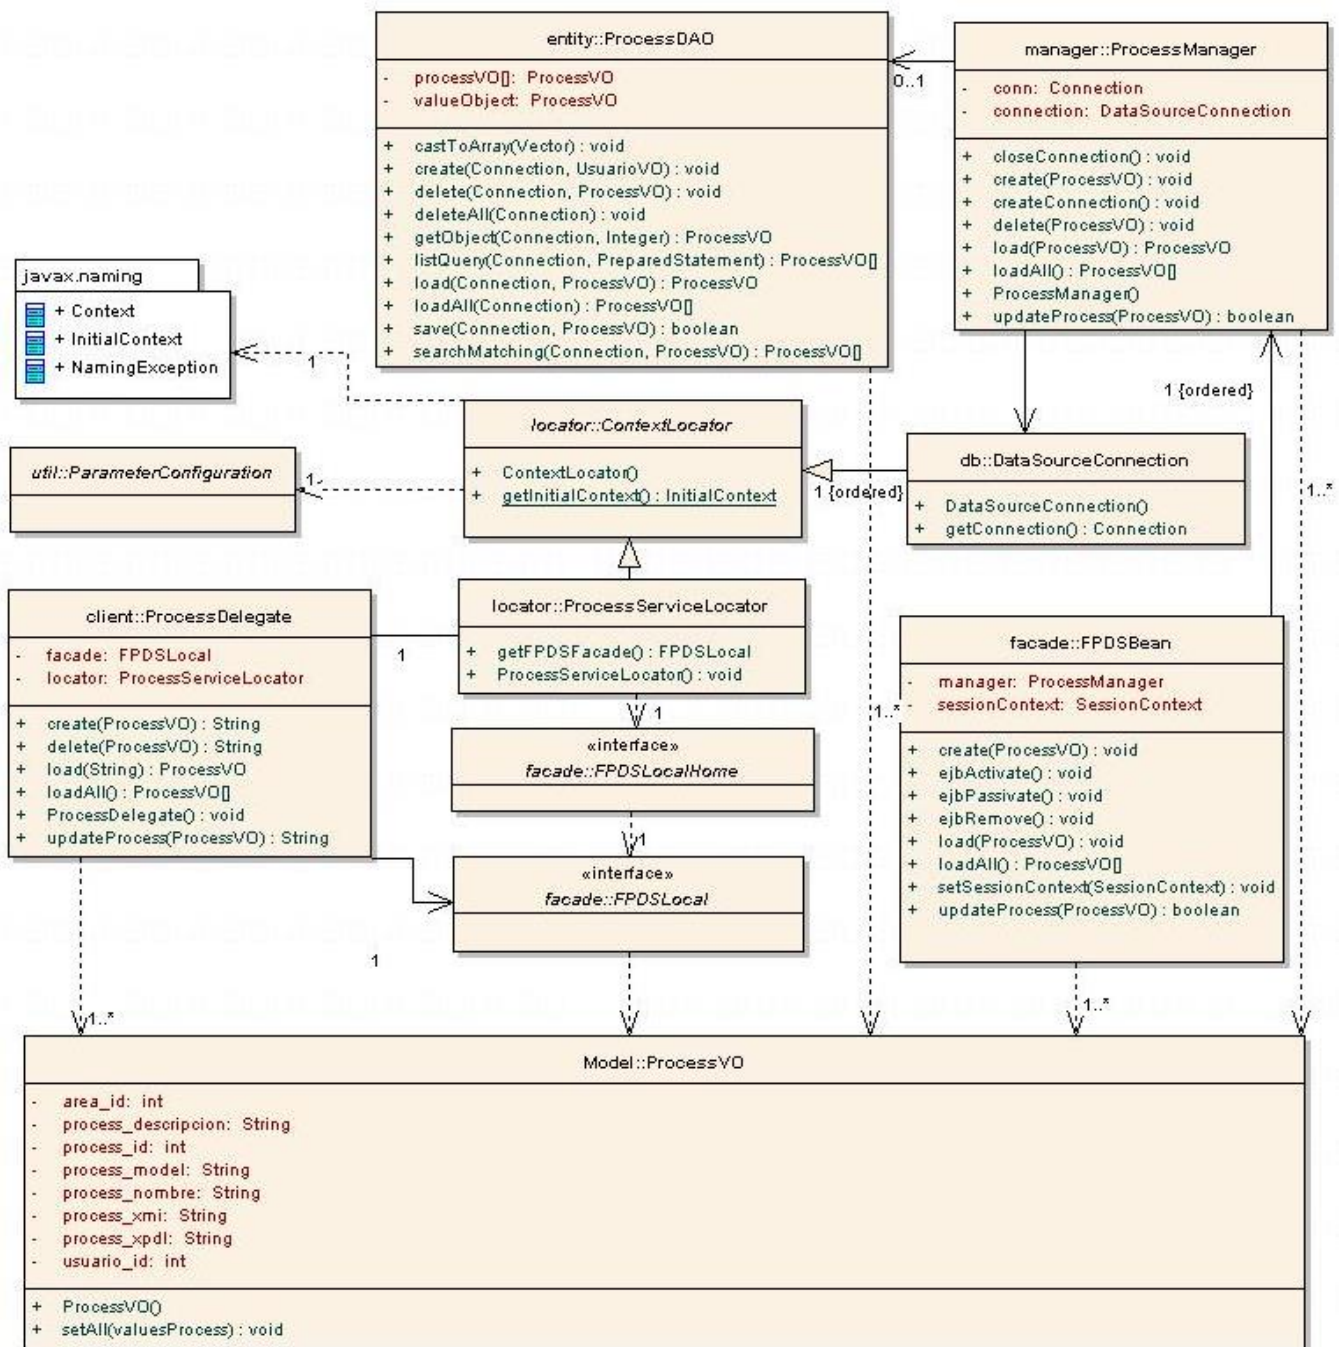 entity::ProcessDAO
- processVO[]: ProcessVO
- valueObject: ProcessVO
+ castToArray(Vector) : void
+ create(Connection, UsuarioVO) : void
+ delete(Connection, ProcessVO) : void
+ deleteAll(Connection) : void
+ getObject(Connection, Integer) : ProcessVO
+ listQuery(Connection, PreparedStatement) : ProcessVO[]
+ load(Connection, ProcessVO) : ProcessVO
+ loadAll(Connection) : ProcessVO[]
+ save(Connection, ProcessVO) : boolean
+ searchMatching(Connection, ProcessVO) : ProcessVO[]
0..1
manager::ProcessManager
- conn: Connection
- connection: DataSourceConnection
+ closeConnection() : void
+ create(ProcessVO) : void
+ createConnection() : void
+ delete(ProcessVO) : void
+ load(ProcessVO) : ProcessVO
+ loadAll() : ProcessVO[]
+ ProcessManager()
+ updateProcess(ProcessVO) : boolean
javax.naming
+ Context
+ InitialContext
+ NamingException
1
1 {ordered}
locator::ContextLocator
+ ContextLocator()
+ getInitialContext() : InitialContext
util::ParameterConfiguration
1
1 {ordered}
db::DataSourceConnection
+ DataSourceConnection()
+ getConnection() : Connection
1..*
client::ProcessDelegate
- facade: FPDSLocal
- locator: ProcessServiceLocator
+ create(ProcessVO) : String
+ delete(ProcessVO) : String
+ load(String) : ProcessVO
+ loadAll() : ProcessVO[]
+ ProcessDelegate() : void
+ updateProcess(ProcessVO) : String
1
locator::ProcessServiceLocator
+ getFPDSFacade() : FPDSLocal
+ ProcessServiceLocator() : void
1
«interface»
facade::FPDSLocalHome
1
«interface»
facade::FPDSLocal
1
1..*
facade::FPDSBean
- manager: ProcessManager
- sessionContext: SessionContext
+ create(ProcessVO) : void
+ ejbActivate() : void
+ ejbPassivate() : void
+ ejbRemove() : void
+ load(ProcessVO) : void
+ loadAll() : ProcessVO[]
+ setSessionContext(SessionContext) : void
+ updateProcess(ProcessVO) : boolean
1..*
1..*
Model::ProcessVO
- area_id: int
- process_descripcion: String
- process_id: int
- process_model: String
- process_nombre: String
- process_xmi: String
- process_xpdl: String
- usuario_id: int
+ ProcessVO()
+ setAll(valuesProcess) : void